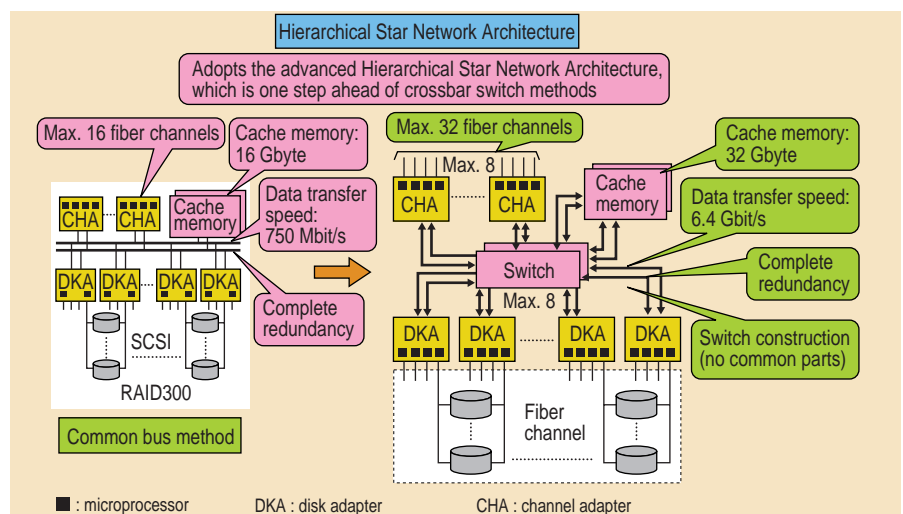 Hierarchical Star Network Architecture
Adopts the advanced Hierarchical Star Network Architecture,
which is one step ahead of crossbar switch methods
Max. 16 fiber channels
Cache memory:
16 Gbyte
CHA
CHA
Cache
memory
Data transfer
speed:
750 Mbit/s
DKA
DKA
DKA
DKA
Complete
redundancy
SCSI
RAID300
Common bus method
Max. 32 fiber channels
Max. 8
CHA
CHA
Cache
memory
Cache memory:
32 Gbyte
Data transfer speed:
6.4 Gbit/s
Switch
Complete
redundancy
Max. 8
Switch construction
(no common parts)
DKA
DKA
DKA
DKA
Fiber
channel
: microprocessor
DKA : disk adapter
CHA : channel adapter